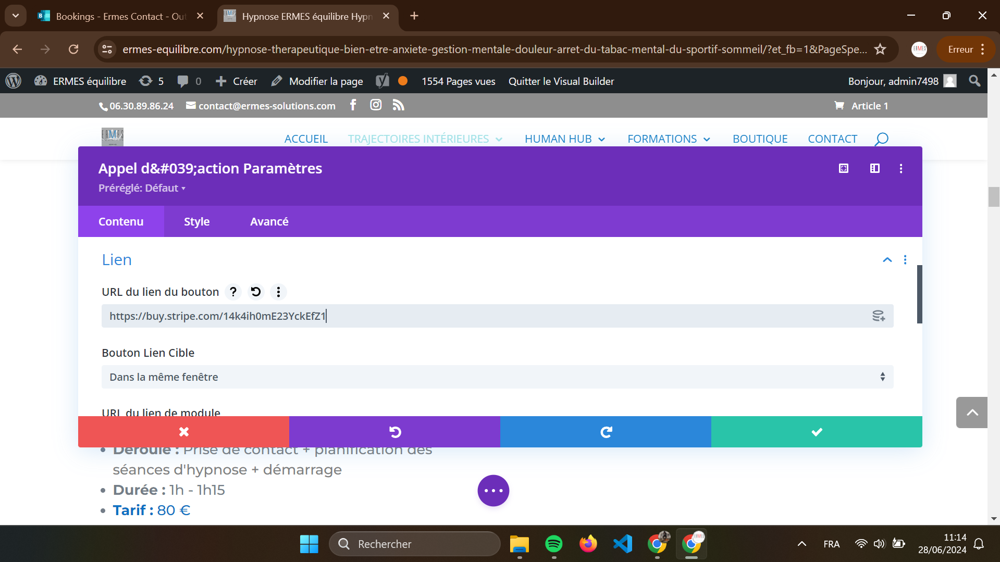 Bookings - Ermes Contact - Out
Hypnose ERMES équilibre Hypn
ermes-equilibre.com/hypnose-therapeutique-bien-etre-anxiete-gestion-mentale-douleur-arret-du-tabac-mental-du-sportif-sommeil/?et_fb=1&PageSpe...
Erreur
ERMES équilibre 5 0 Créer Modifier la page 1554 Pages vues Quitter le Visual Builder Bonjour, admin7498
06.30.89.86.24 contact@ermes-solutions.com Article 1
ERMES
ACCUEIL TRAJECTOIRES INTÉRIEURES HUMAN HUB FORMATIONS BOUTIQUE CONTACT
Appel d&#039;action Paramètres
Préréglé: Défaut
Contenu Style Avancé
Lien
URL du lien du bouton ?
https://buy.stripe.com/14k4ih0mE23YckEfZ1
Bouton Lien Cible
Dans la même fenêtre
URL du lien de module
Déroulé : Prise de contact + planification des
séances d'hypnose + démarrage
Durée : 1h - 1h15
Tarif : 80 €
Rechercher
FRA
11:14
28/06/2024